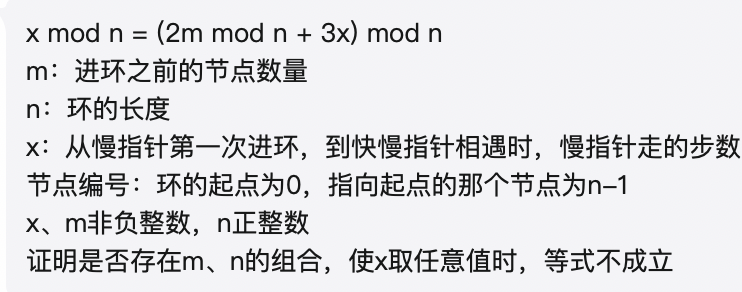 x mod n = (2m mod n + 3x) mod n
m：进环之前的节点数量
n：环的长度
x：从慢指针第一次进环，到快慢指针相遇时，慢指针走的步数
节点编号：环的起点为0，指向起点的那个节点为n–1
x、m非负整数，n正整数
证明是否存在m、n的组合，使x取任意值时，等式不成立